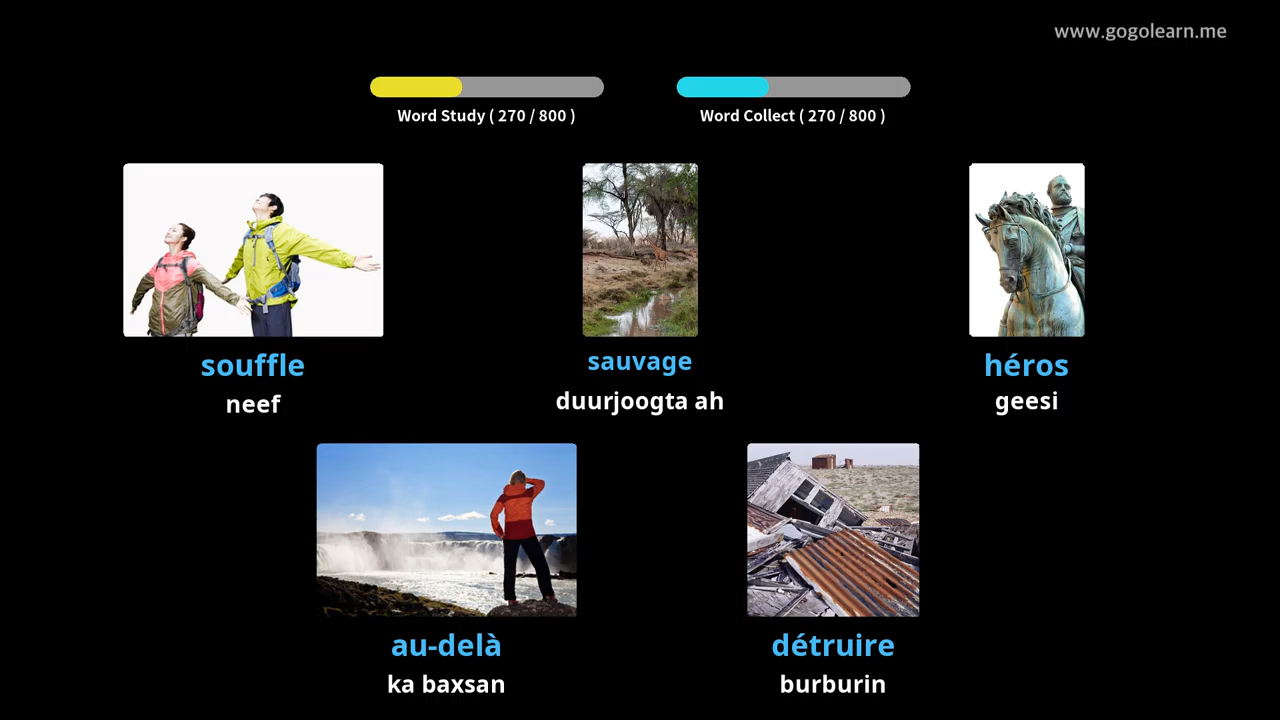 www.gogolearn.me
Word Study ( 270 / 800 )
Word Collect ( 270 / 800 )
souffle
neef
sauvage
duurjoogta ah
héros
geesi
au-delà
ka baxsan
détruire
burburin